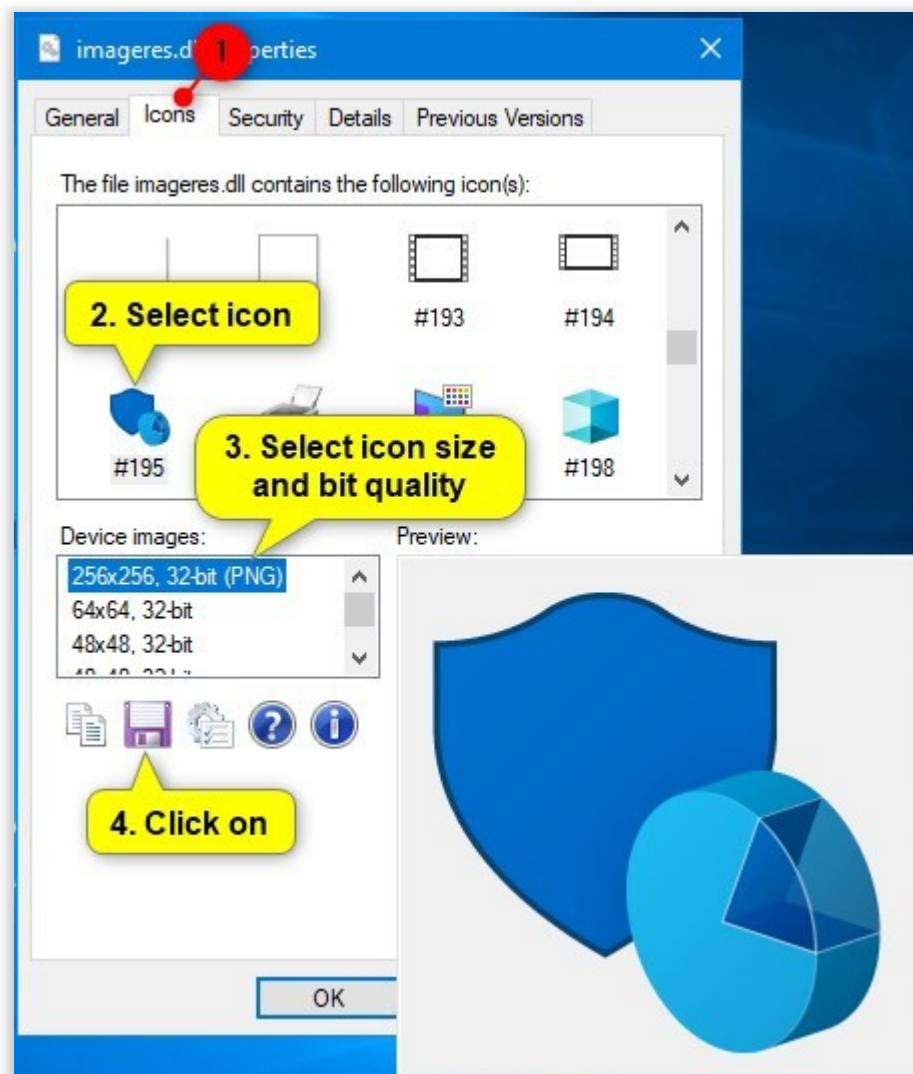 imageres.dl
1
perties
General Icons Security Details Previous Versions
The file imageres.dll contains the following icon(s):
2. Select icon
#193 #194
#195
3. Select icon size
and bit quality
#198
Device images:
Preview:
256x256, 32-bit (PNG)
64x64, 32-bit
48x48, 32-bit
4. Click on
OK